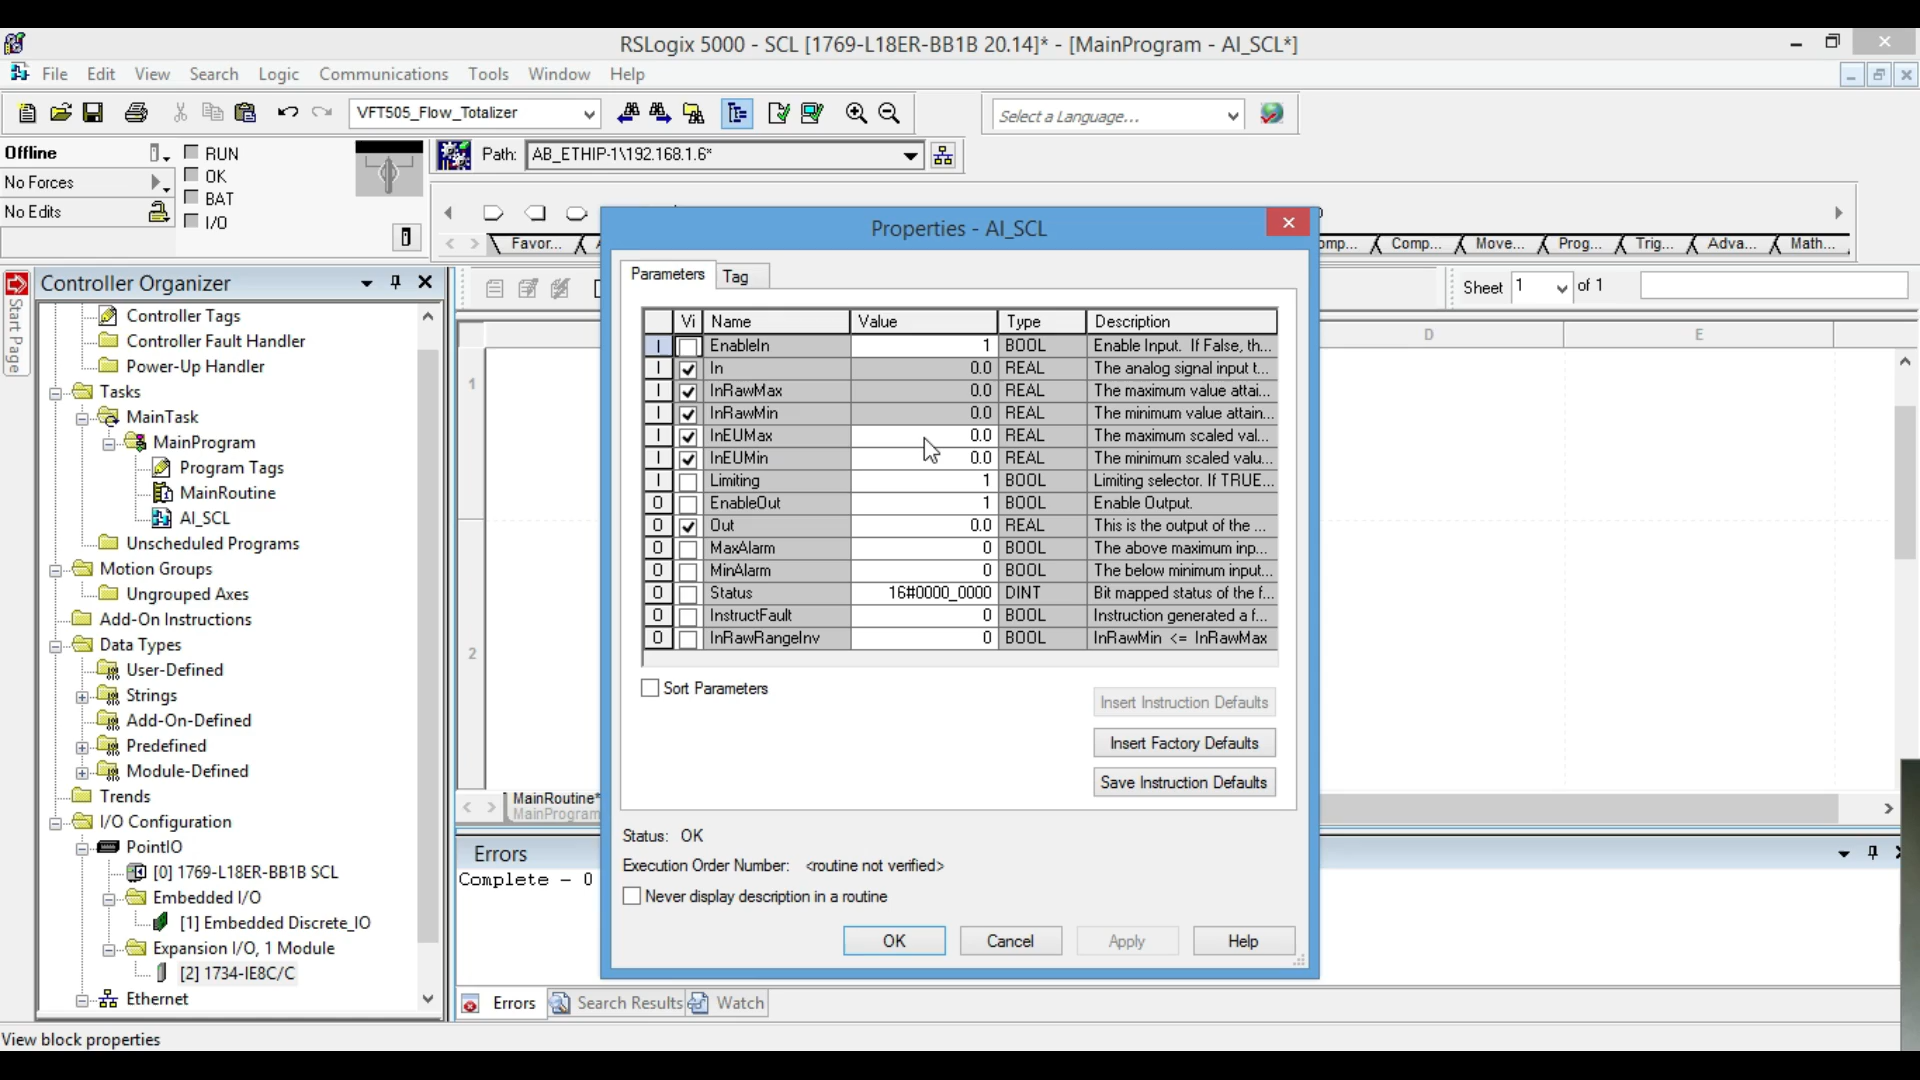 RSLogix 5000 - SCL [1769-L18ER-BB1B 20.14]* - [MainProgram - AI_SCL*]
File Edit View Search Logic Communications Tools Window Help
VFT505_Flow_Totalizer
Select a Language...
Offline
RUN
Path: AB_ETHIP-1\192.168.1.6*
No Forces
OK
BAT
No Edits
I/O
Favor... Comp... Move... Prog... Trig... Adva... Math...
Start Page
Controller Organizer
Sheet 1 of 1
Controller Tags
Controller Fault Handler
Power-Up Handler
Tasks
MainTask
MainProgram
Program Tags
MainRoutine
AI_SCL
Unscheduled Programs
Motion Groups
Ungrouped Axes
Add-On Instructions
Data Types
User-Defined
Strings
Add-On-Defined
Predefined
Module-Defined
Trends
I/O Configuration
PointIO
[0] 1769-L18ER-BB1B SCL
Embedded I/O
[1] Embedded Discrete_IO
Expansion I/O, 1 Module
[2] 1734-IE8C/C
Ethernet
D E
1
2
Properties - AI_SCL
Parameters Tag
Vi Name Value Type Description
I EnableIn 1 BOOL Enable Input. If False, th...
I In 0.0 REAL The analog signal input t...
I InRawMax 0.0 REAL The maximum value attai...
I InRawMin 0.0 REAL The minimum value attain...
I InEUMax 0.0 REAL The maximum scaled val...
I InEUMin 0.0 REAL The minimum scaled valu...
I Limiting 1 BOOL Limiting selector. If TRUE...
O EnableOut 1 BOOL Enable Output.
O Out 0.0 REAL This is the output of the ...
O MaxAlarm 0 BOOL The above maximum inp...
O MinAlarm 0 BOOL The below minimum input...
O Status 16#0000_0000 DINT Bit mapped status of the f...
O InstructFault 0 BOOL Instruction generated a f...
O InRawRangeInv 0 BOOL InRawMin <= InRawMax
Sort Parameters
Insert Instruction Defaults
Insert Factory Defaults
Save Instruction Defaults
Status: OK
Execution Order Number: <routine not verified>
Never display description in a routine
OK Cancel Apply Help
MainRoutine*
MainProgram
Errors
Complete - 0
Errors Search Results Watch
View block properties